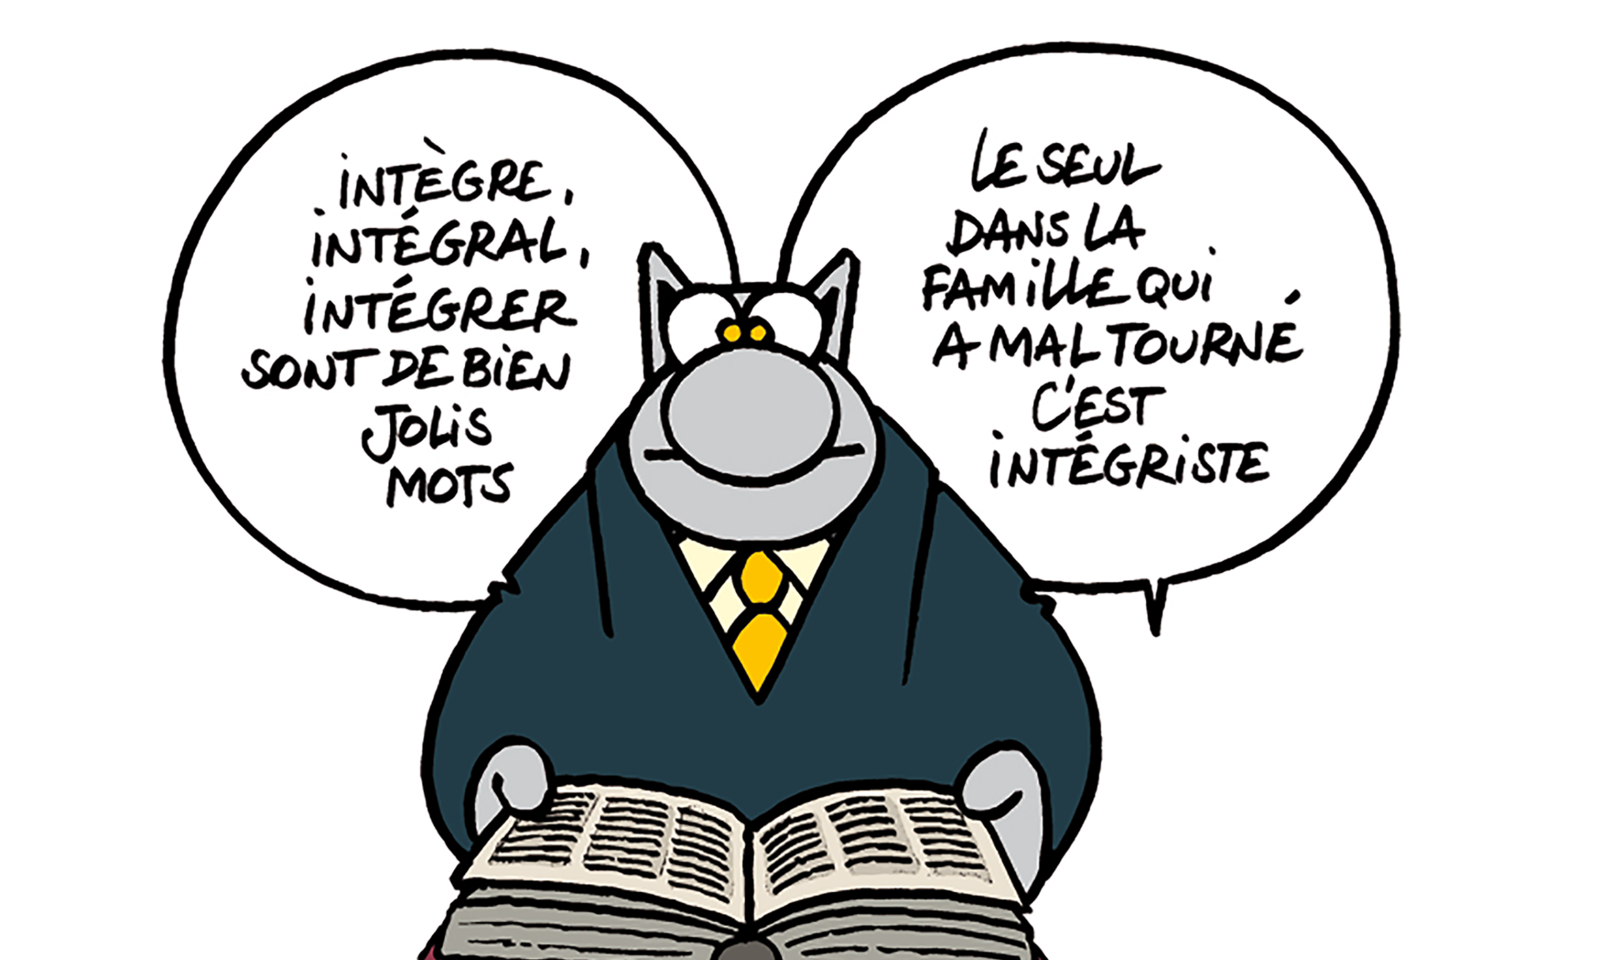 INTÈGRE,
INTÉGRAL,
INTÉGRER
SONT DE BIEN
JOLIS
MOTS
LE SEUL
DANS LA
FAMILLE QUI
A MAL TOURNÉ
C'EST
INTÉGRISTE